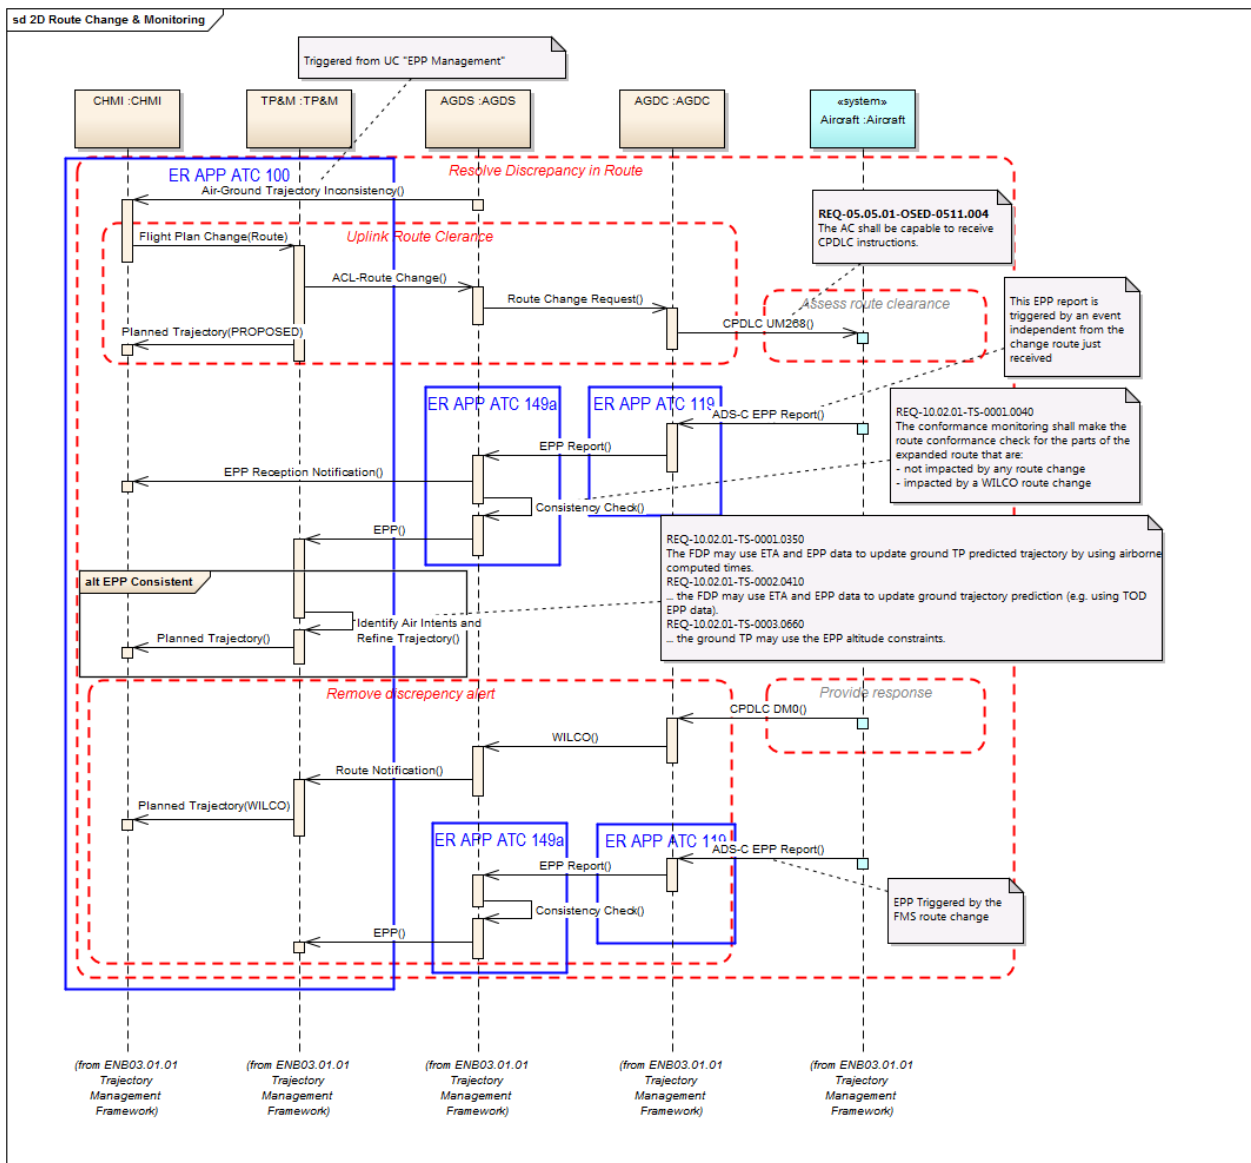 sd 2D Route Change & Monitoring
Triggered from UC "EPP Management"
CHMI :CHMI
TP&M :TP&M
AGDS :AGDS
AGDC :AGDC
«system»
Aircraft :Aircraft
ER APP ATC 100
Resolve Discrepancy in Route
Air-Ground Trajectory Inconsistency()
REQ-05.05.01-OSED-0511.004
The AC shall be capable to receive
CPDLC instructions.
Flight Plan Change(Route)
Uplink Route Clerance
ACL-Route Change()
Route Change Request()
Assess route clearance
CPDLC UM268()
Planned Trajectory(PROPOSED)
This EPP report is
triggered by an event
independent from the
change route just
received
ER APP ATC 149a
ER APP ATC 119
ADS-C EPP Report()
REQ-10.02.01-TS-0001.0040
The conformance monitoring shall make the
route conformance check for the parts of the
expanded route that are:
- not impacted by any route change
- impacted by a WILCO route change
EPP Report()
EPP Reception Notification()
Consistency Check()
EPP()
REQ-10.02.01-TS-0001.0350
The FDP may use ETA and EPP data to update ground TP predicted trajectory by using airborne
computed times.
REQ-10.02.01-TS-0002.0410
... the FDP may use ETA and EPP data to update ground trajectory prediction (e.g. using TOD
EPP data).
REQ-10.02.01-TS-0003.0660
... the ground TP may use the EPP altitude constraints.
alt EPP Consistent
Identify Air Intents and
Refine Trajectory()
Planned Trajectory()
Remove discrepency alert
Provide response
CPDLC DM0()
WILCO()
Route Notification()
Planned Trajectory(WILCO)
ER APP ATC 149a
ER APP ATC 119
ADS-C EPP Report()
EPP Report()
EPP Triggered by the
FMS route change
Consistency Check()
EPP()
(from ENB03.01.01
Trajectory
Management
Framework)
(from ENB03.01.01
Trajectory
Management
Framework)
(from ENB03.01.01
Trajectory
Management
Framework)
(from ENB03.01.01
Trajectory
Management
Framework)
(from ENB03.01.01
Trajectory
Management
Framework)